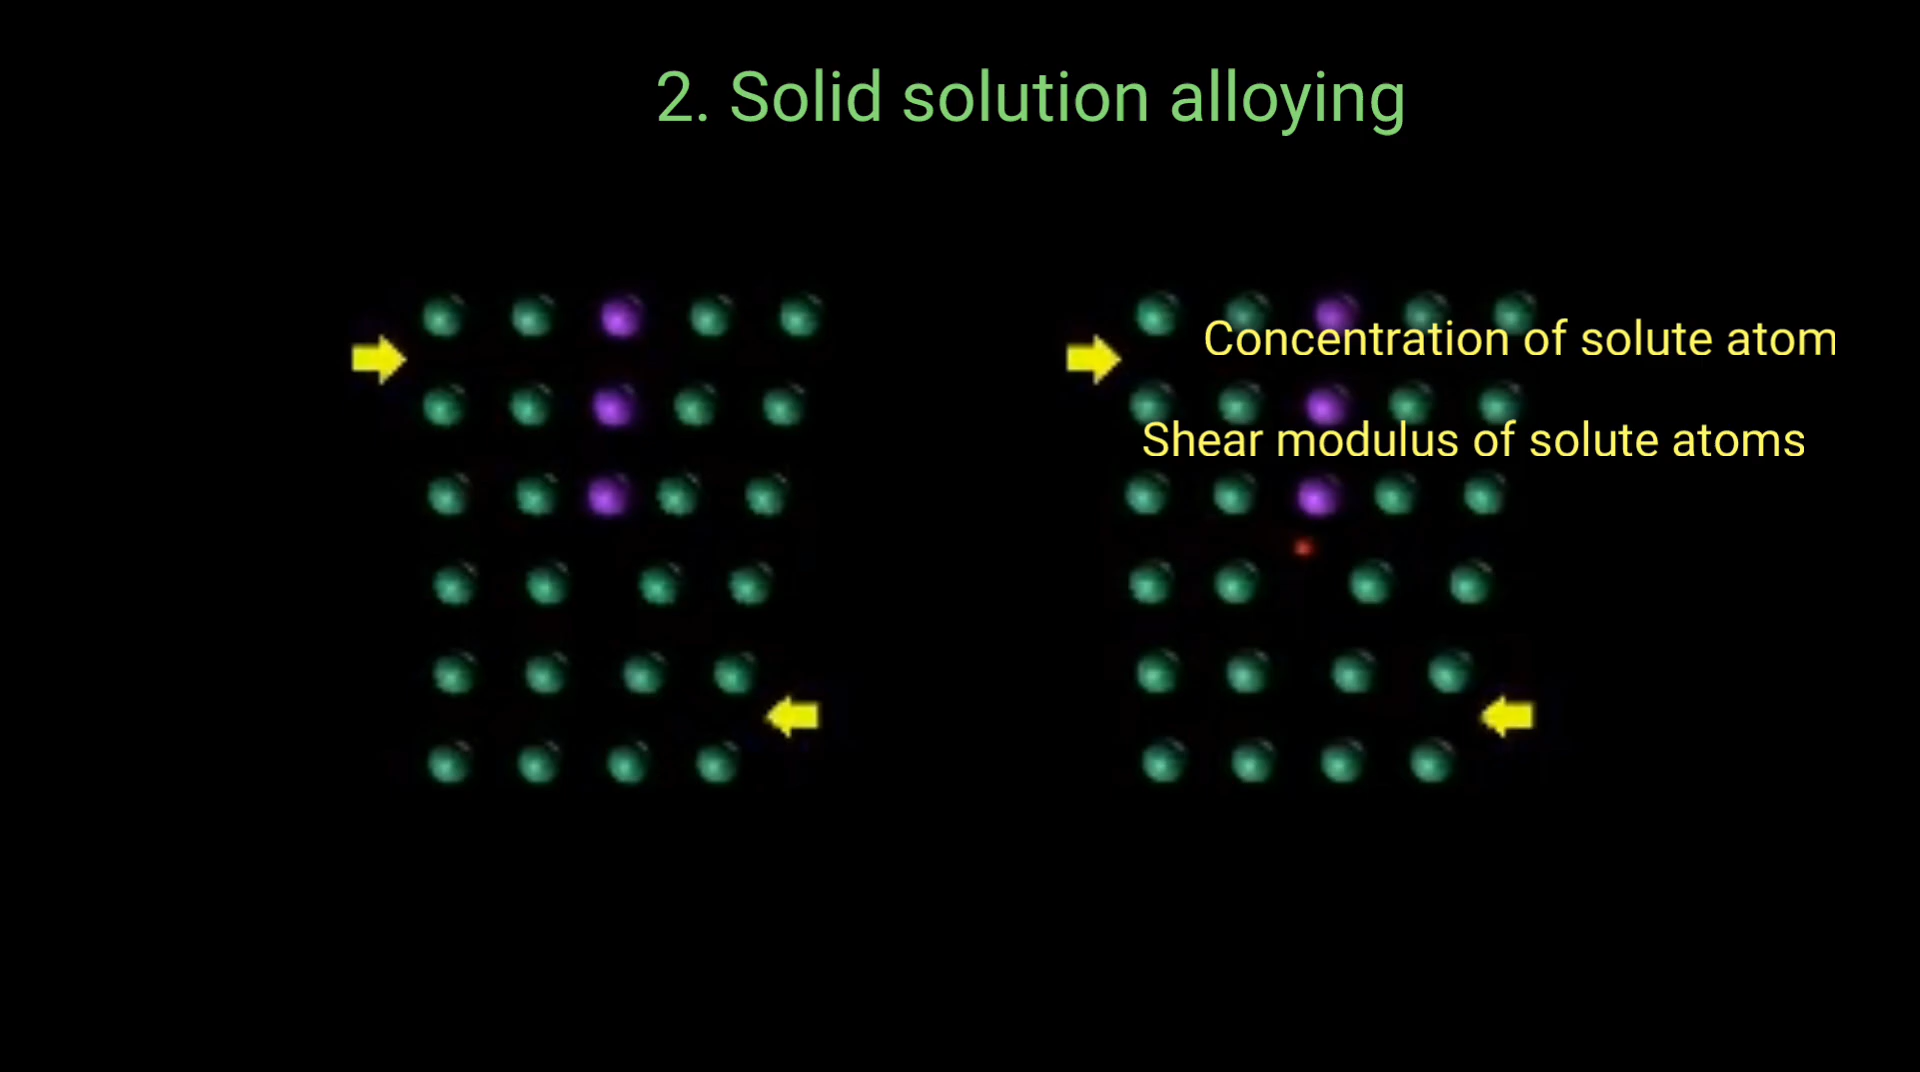 2. Solid solution alloying
Concentration of solute atom
Shear modulus of solute atoms